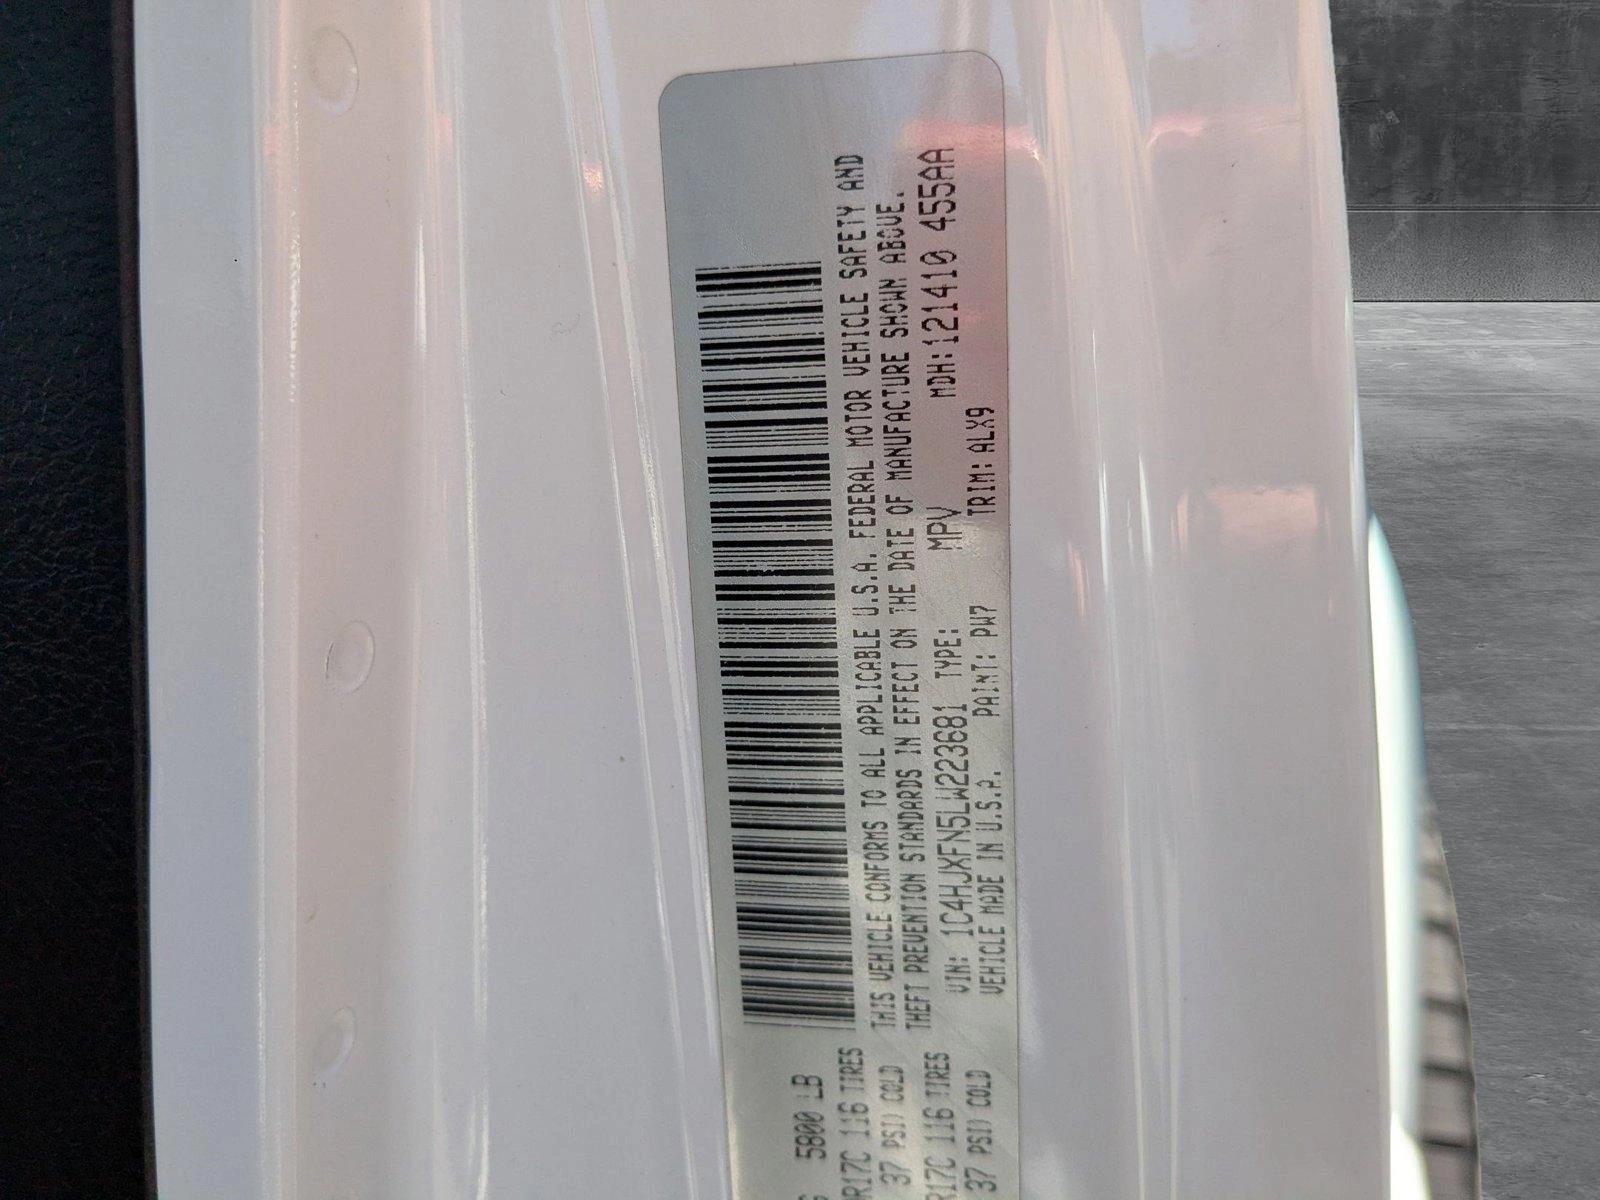 5800 LB
R17C 116 TIRES
37 PSI) COLD
R17C 116 TIRES
37 PSI) COLD
THIS VEHICLE CONFORMS TO ALL APPLICABLE U.S.A. FEDERAL MOTOR VEHICLE SAFETY AND
THEFT PREVENTION STANDARDS IN EFFECT ON THE DATE OF MANUFACTURE SHOWN ABOVE.
VIN: 1C4HJXFN5LW223681 TYPE: MPV MDH:121410 455AA
VEHICLE MADE IN U.S.A. PAINT: PW7 TRIM: ALX9